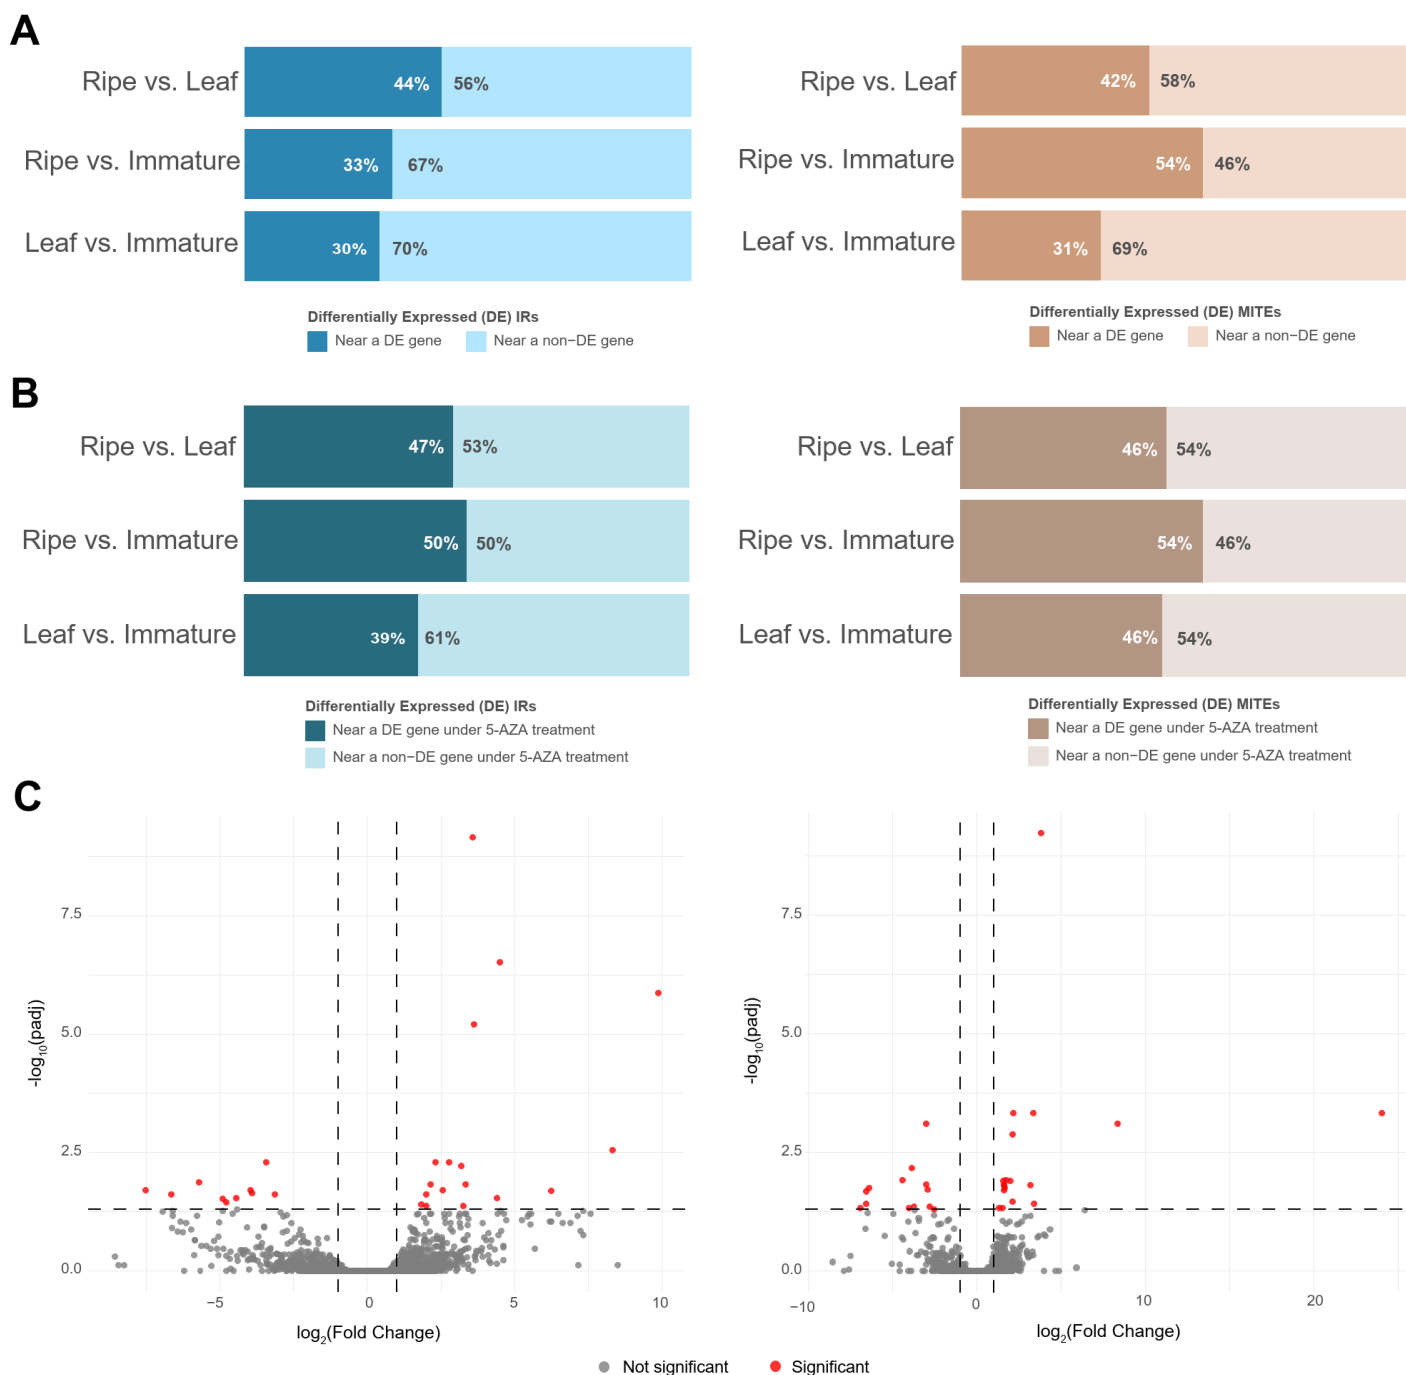 A
Ripe vs. Leaf
44%
56%
Ripe vs. Immature
33%
67%
Leaf vs. Immature
30%
70%
Differentially Expressed (DE) IRs
Near a DE gene
Near a non−DE gene
Ripe vs. Leaf
42%
58%
Ripe vs. Immature
54%
46%
Leaf vs. Immature
31%
69%
Differentially Expressed (DE) MITEs
Near a DE gene
Near a non−DE gene
B
Ripe vs. Leaf
47%
53%
Ripe vs. Immature
50%
50%
Leaf vs. Immature
39%
61%
Differentially Expressed (DE) IRs
Near a DE gene under 5-AZA treatment
Near a non−DE gene under 5-AZA treatment
Ripe vs. Leaf
46%
54%
Ripe vs. Immature
54%
46%
Leaf vs. Immature
46%
54%
Differentially Expressed (DE) MITEs
Near a DE gene under 5-AZA treatment
Near a non−DE gene under 5-AZA treatment
C
-log10(padj)
7.5
5.0
2.5
0.0
−5
0
5
10
log2(Fold Change)
-log10(padj)
7.5
5.0
2.5
0.0
−10
0
10
20
log2(Fold Change)
Not significant
Significant